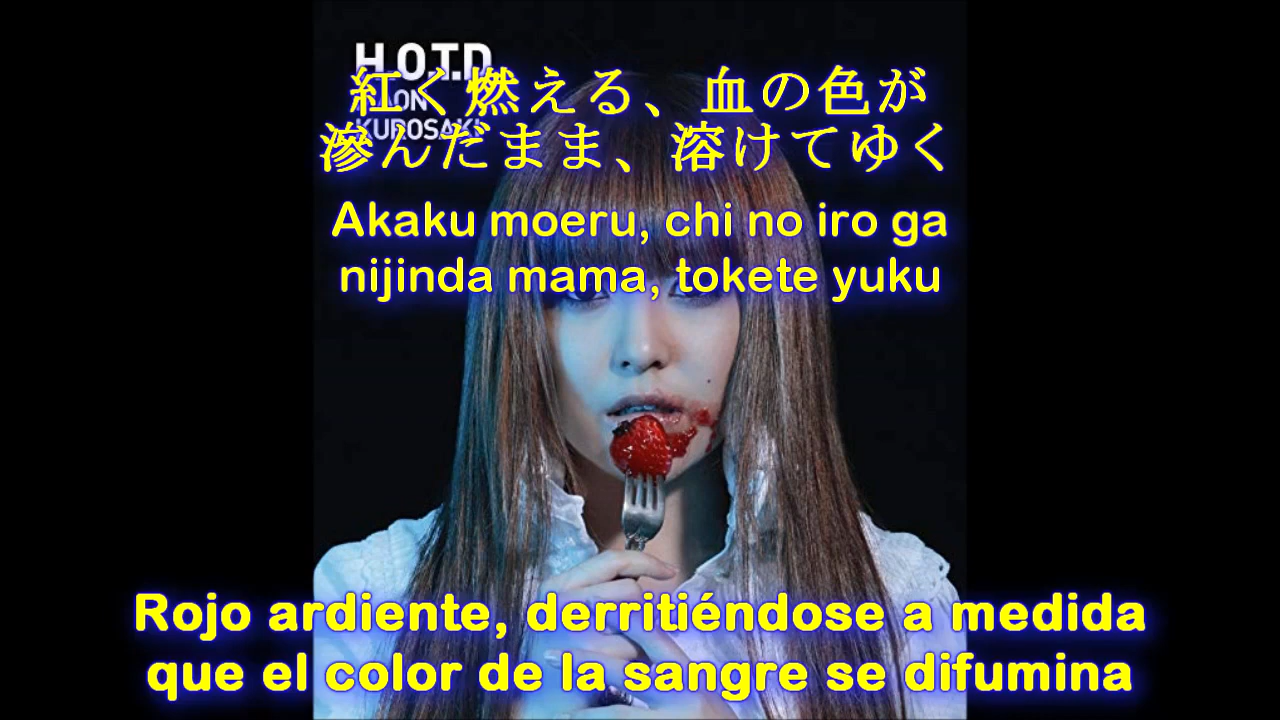 H.O.T.D
MAON
KUROSAKI
紅く燃える、血の色が
滲んだまま、溶けてゆく
Akaku moeru, chi no iro ga
nijinda mama, tokete yuku
Rojo ardiente, derritiéndose a medida
que el color de la sangre se difumina